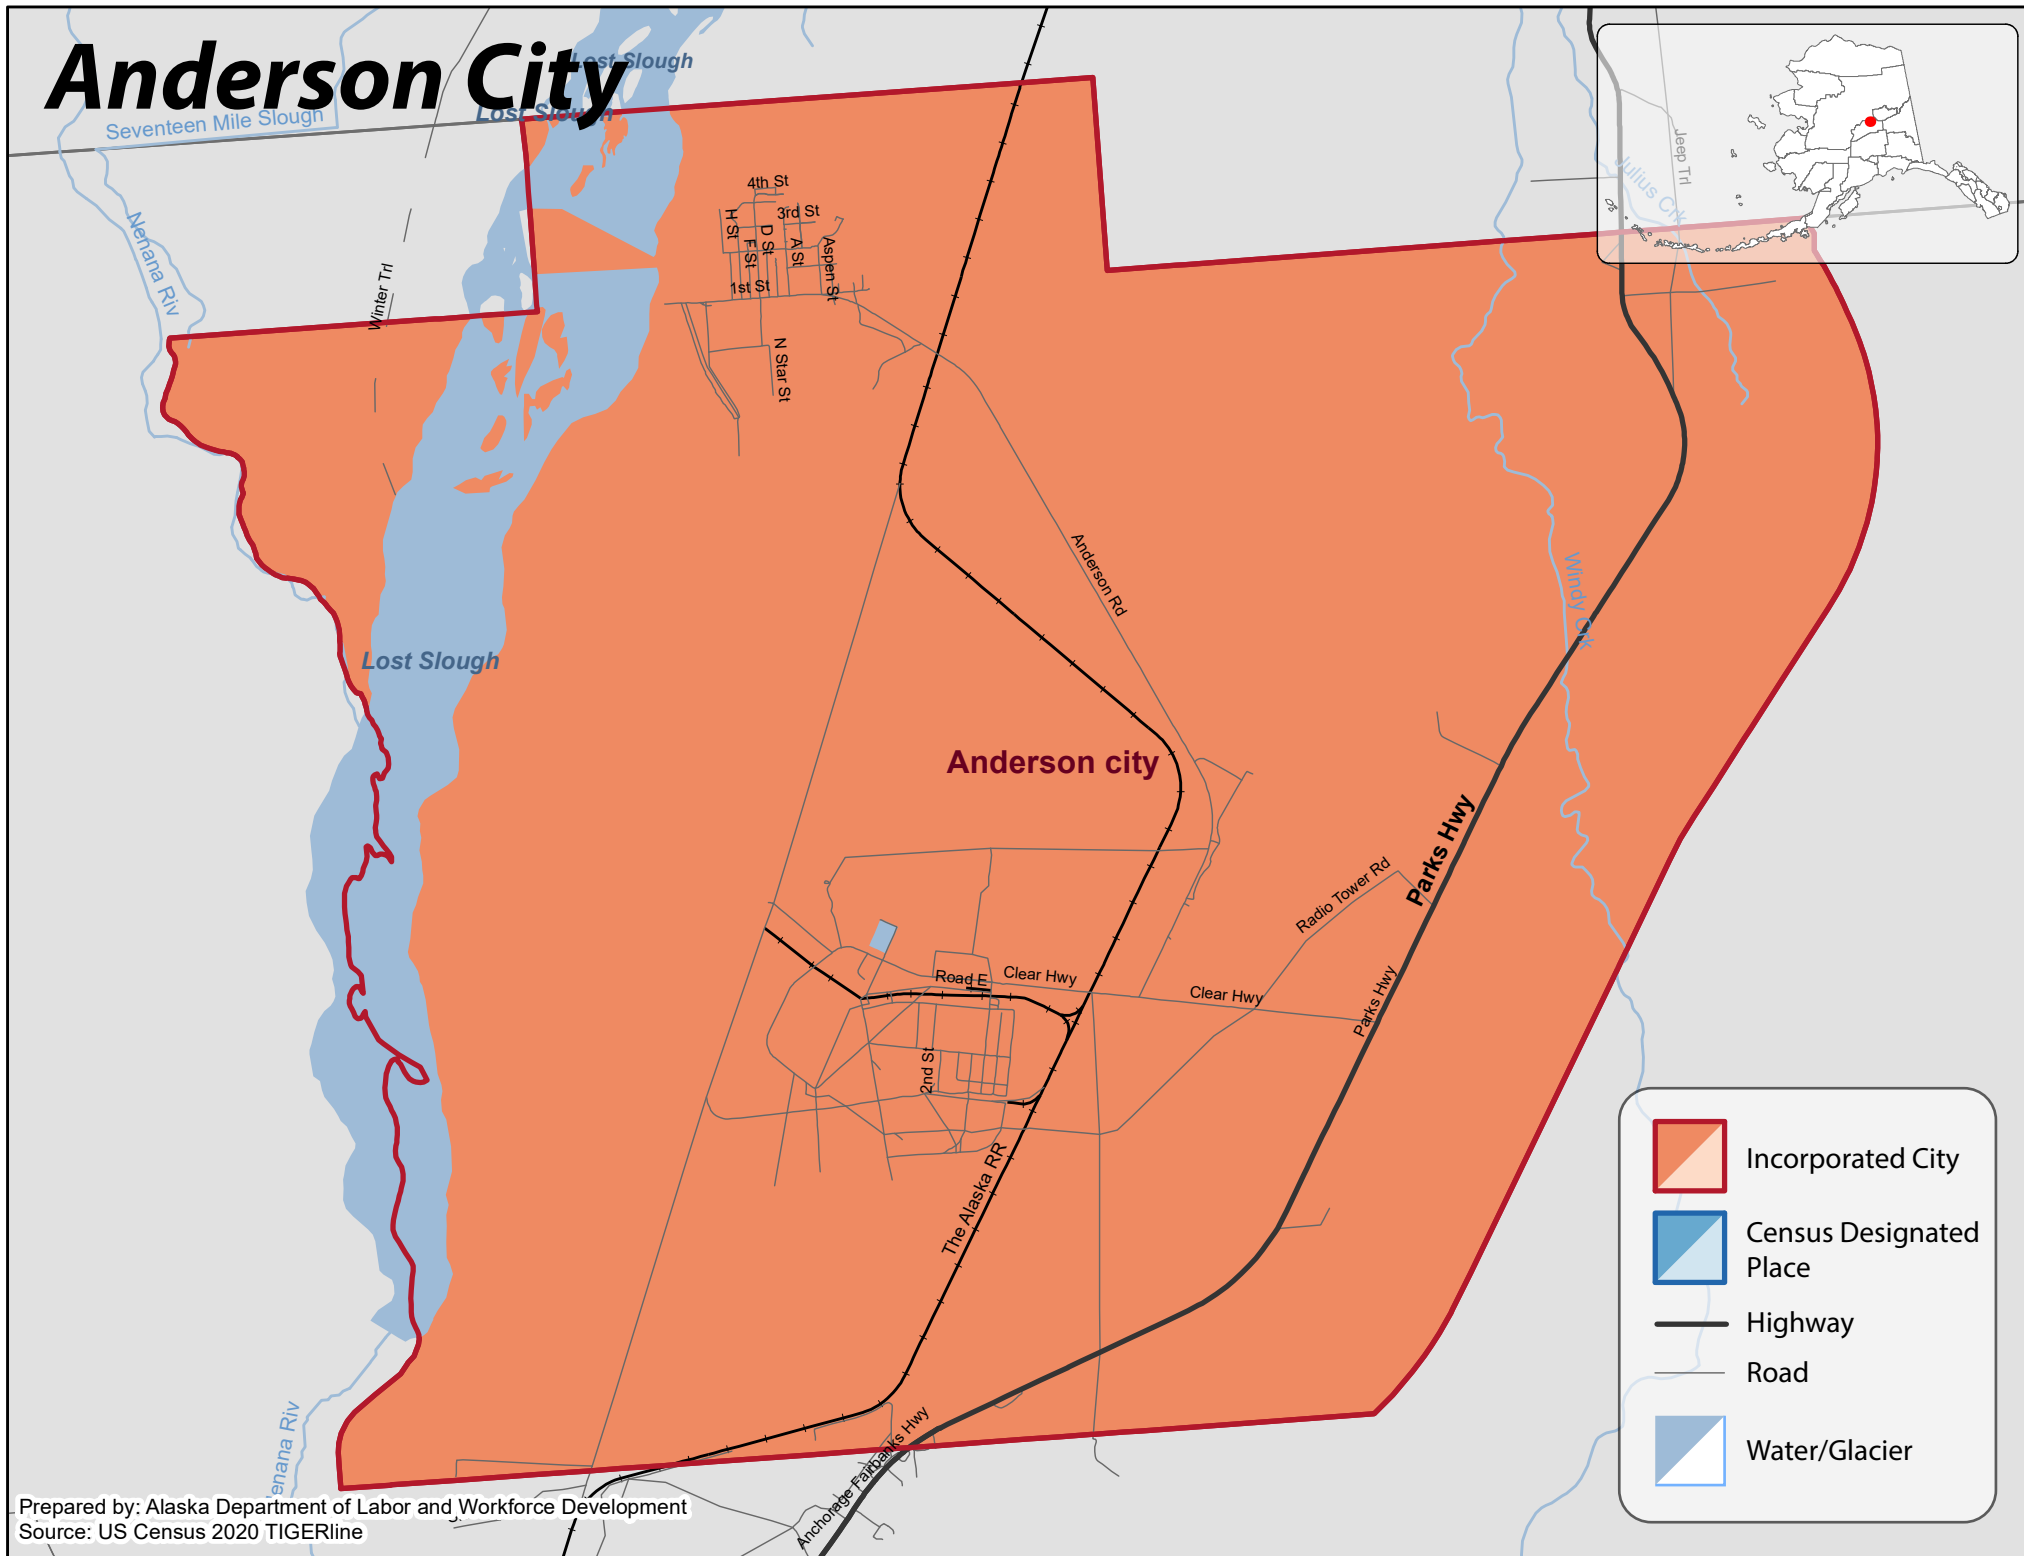 Anderson City
Lost Slough
Lost Slough
Seventeen Mile Slough
Jeep Trl
Julius Crk
4th St
3rd St
H St
F St
D St
A St
Aspen St
1st St
Nenana Riv
Winter Trl
N Star St
Anderson Rd
Windy Crk
Lost Slough
Anderson city
Parks Hwy
Radio Tower Rd
Road E
Clear Hwy
Clear Hwy
Parks Hwy
2nd St
The Alaska RR
Incorporated City
Census Designated
Place
Highway
Road
Water/Glacier
Anchorage Fairbanks Hwy
enana Riv
Prepared by: Alaska Department of Labor and Workforce Development
Source: US Census 2020 TIGERline